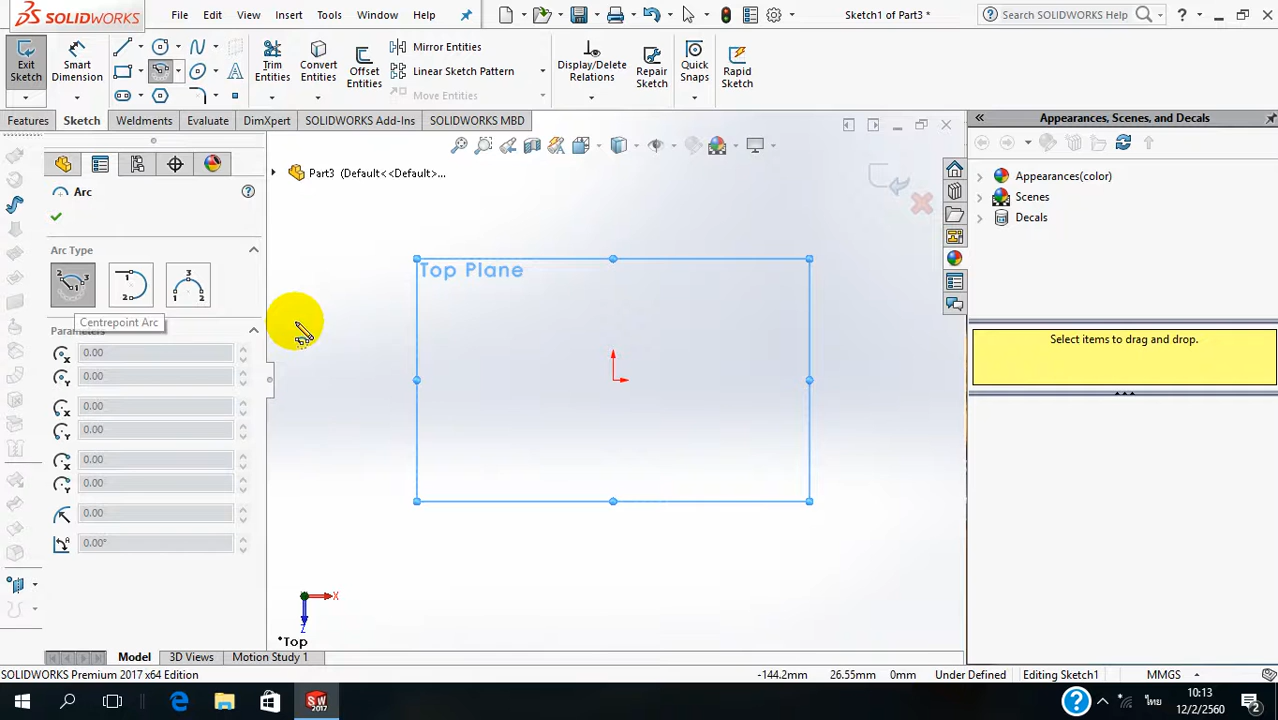 SOLIDWORKS
File
Edit
View
Insert
Tools
Window
Help
Sketch1 of Part3 *
Search SOLIDWORKS Help
Exit Sketch
Smart Dimension
Trim Entities
Convert Entities
Offset Entities
Mirror Entities
Linear Sketch Pattern
Move Entities
Display/Delete Relations
Repair Sketch
Quick Snaps
Rapid Sketch
Features
Sketch
Weldments
Evaluate
DimXpert
SOLIDWORKS Add-Ins
SOLIDWORKS MBD
Appearances, Scenes, and Decals
Part3 (Default<<Default>...
Arc
Arc Type
Centrepoint Arc
Parameters
0.00
0.00
0.00
0.00
0.00
0.00
0.00
0.00°
Top Plane
X
Z
*Top
Appearances(color)
Scenes
Decals
Select items to drag and drop.
Model
3D Views
Motion Study 1
SOLIDWORKS Premium 2017 x64 Edition
-144.2mm
26.55mm
0mm
Under Defined
Editing Sketch1
MMGS
ไทย
10:13
12/2/2560